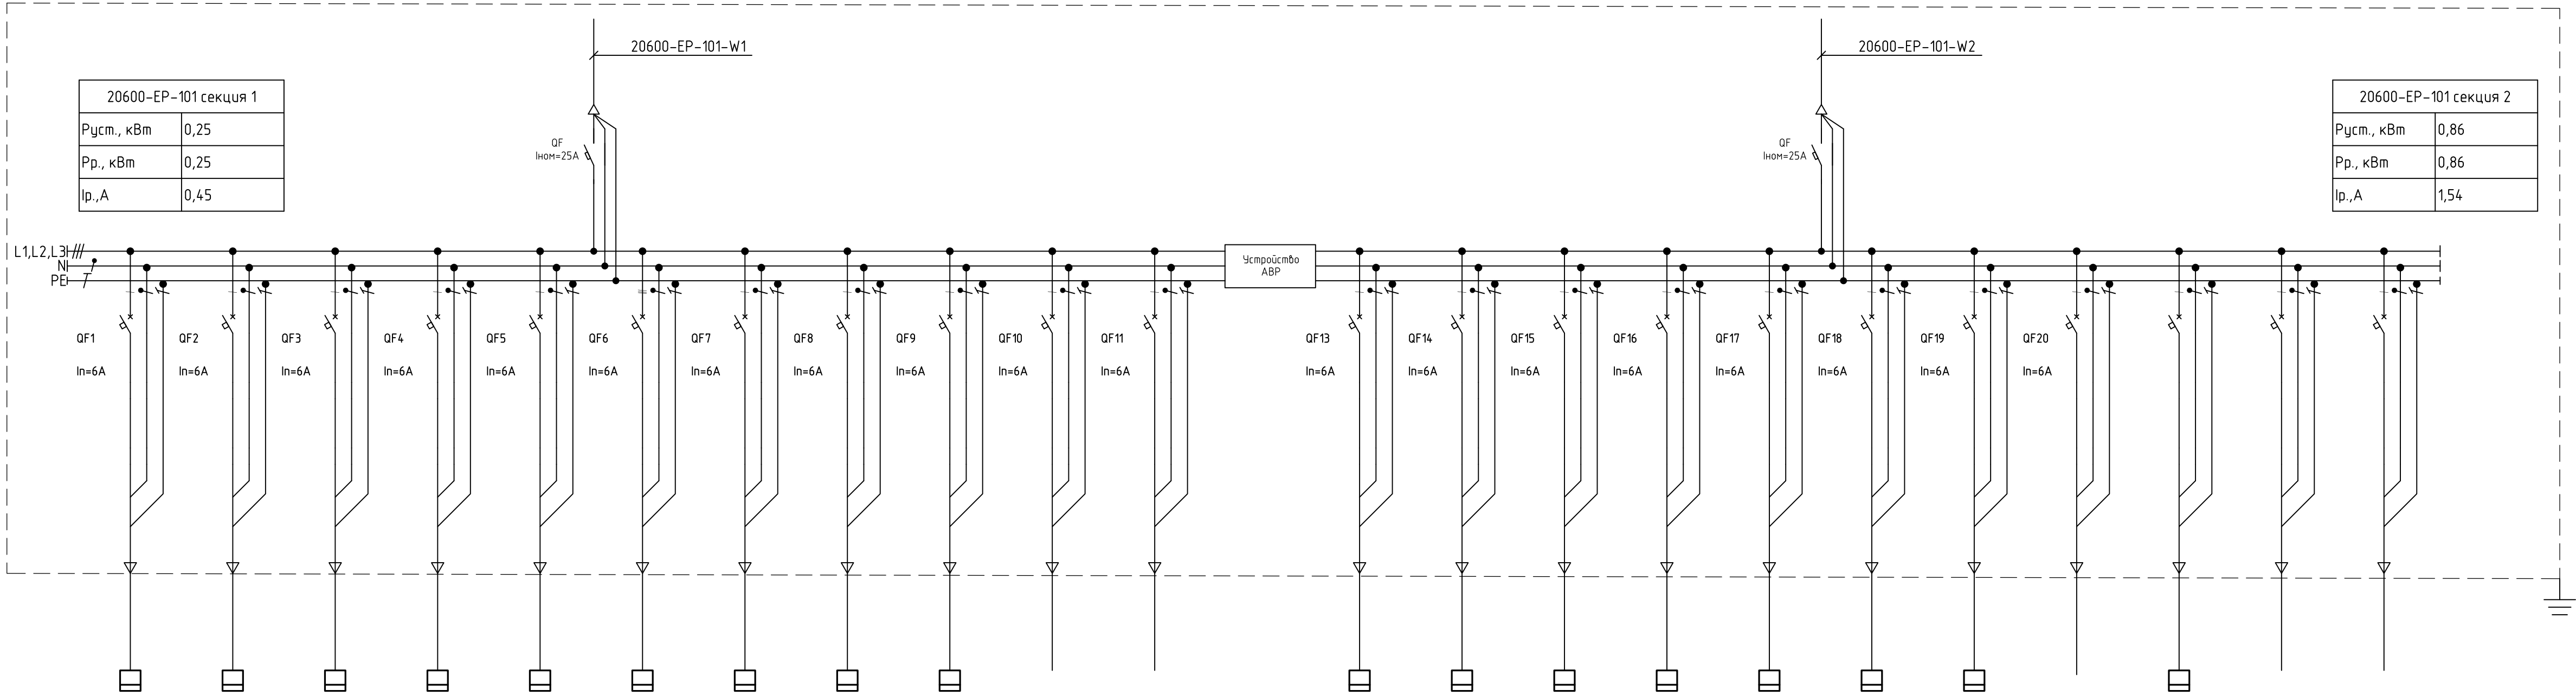 20600-EP-101-W1
20600-EP-101-W2
20600-EP-101 секция 1
Руст., кВт 0,25
Рр., кВт 0,25
Iр.,А 0,45
QF
Iном=25А
QF
Iном=25А
20600-EP-101 секция 2
Руст., кВт 0,86
Рр., кВт 0,86
Iр.,А 1,54
L1,L2,L3
N
PE
Устройство
АВР
QF1 QF2 QF3 QF4 QF5 QF6 QF7 QF8 QF9 QF10 QF11 QF13 QF14 QF15 QF16 QF17 QF18 QF19 QF20
In=6A In=6A In=6A In=6A In=6A In=6A In=6A In=6A In=6A In=6A In=6A In=6A In=6A In=6A In=6A In=6A In=6A In=6A In=6A